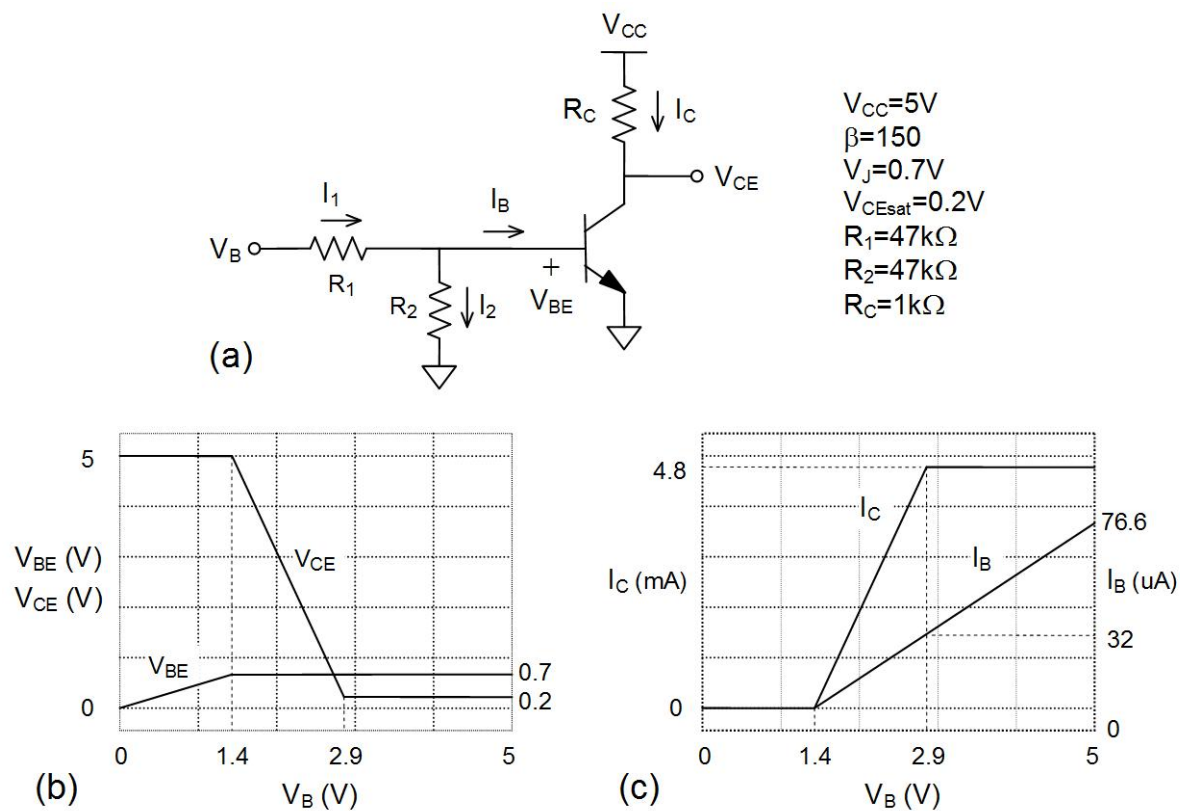 V_CC
R_C
I_C
V_CE
I_1
I_B
V_B
R_1
R_2
I_2
+
V_BE
(a)
V_CC=5V
β=150
V_J=0.7V
V_CEsat=0.2V
R_1=47kΩ
R_2=47kΩ
R_C=1kΩ
5
V_BE (V)
V_CE (V)
0
V_CE
V_BE
0.7
0.2
0 1.4 2.9 5
V_B (V)
(b)
4.8
I_C (mA)
0
I_C
I_B
76.6
I_B (uA)
32
0
0 1.4 2.9 5
V_B (V)
(c)